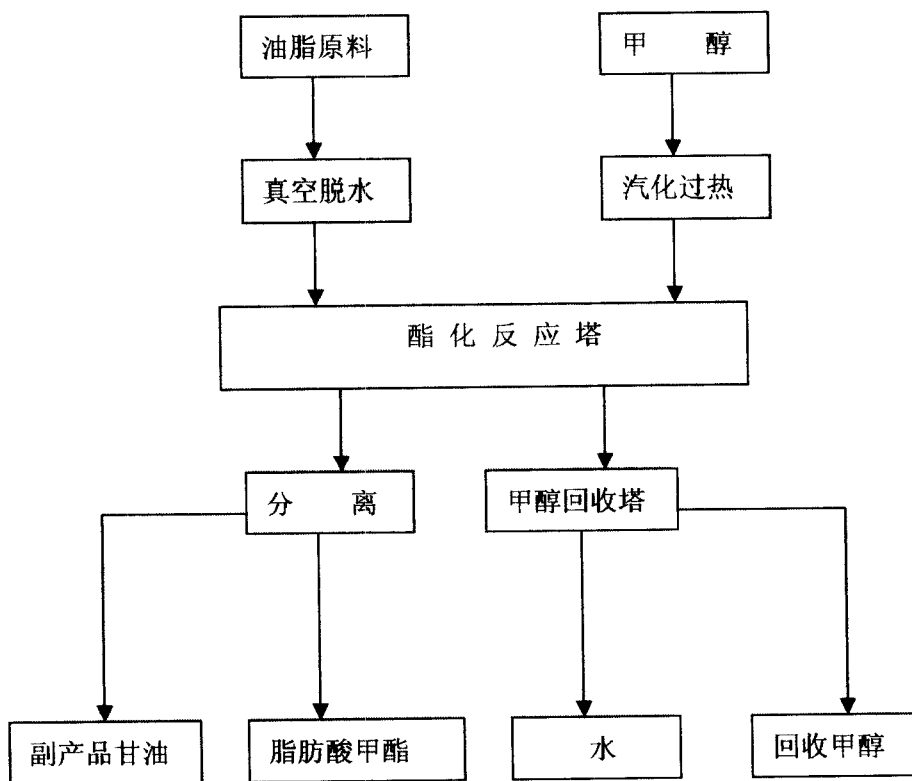 油脂原料
甲 醇
真空脱水
汽化过热
酯 化 反 应 塔
分 离
甲醇回收塔
副产品甘油
脂肪酸甲酯
水
回收甲醇